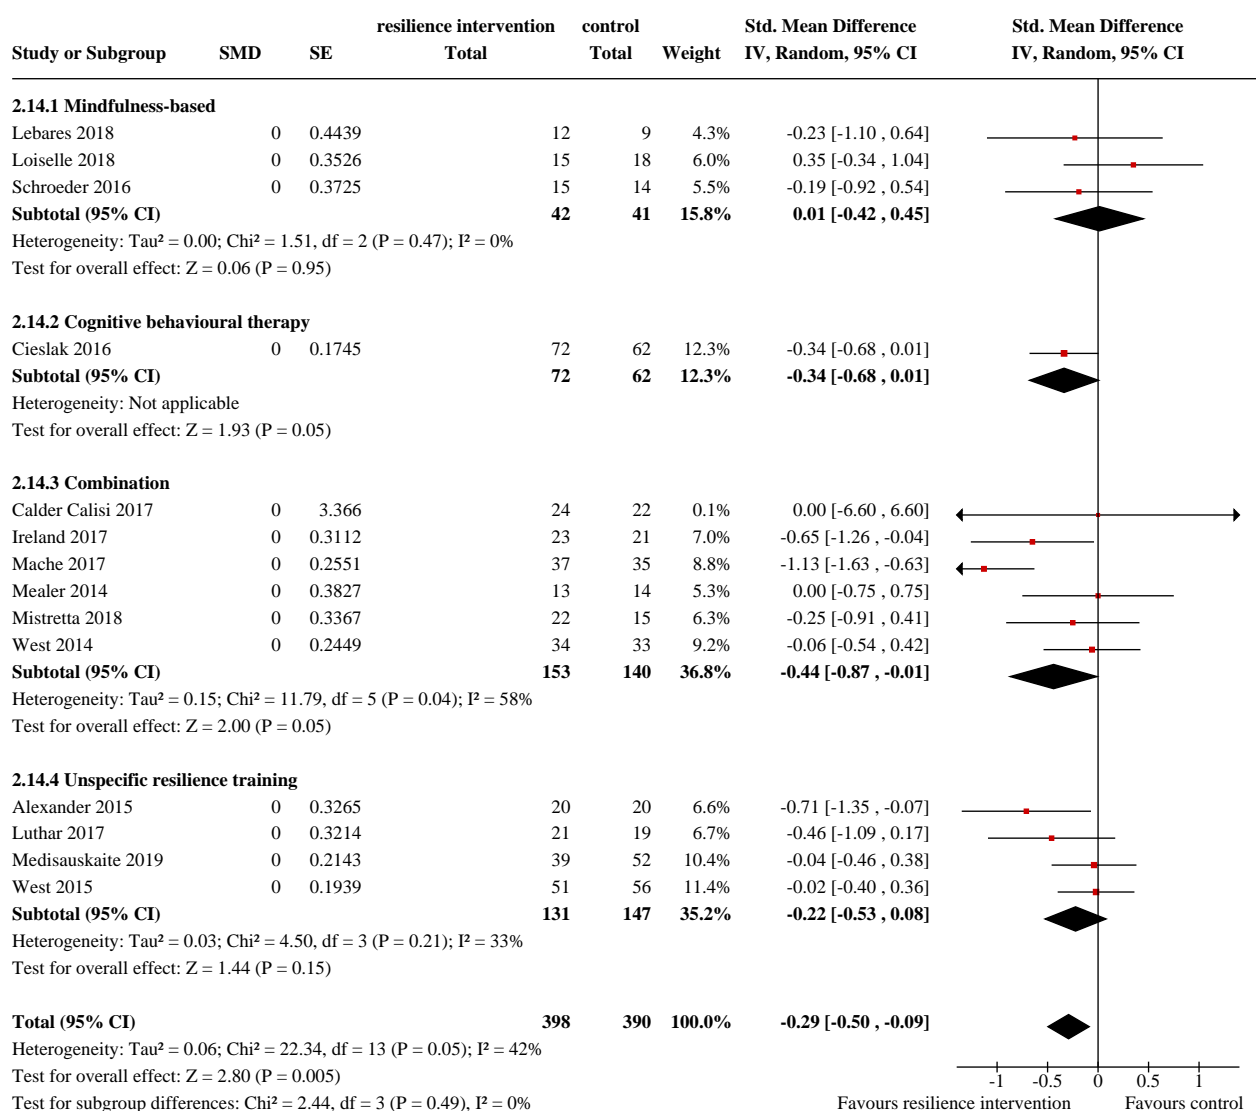 resilience intervention control Std. Mean Difference Std. Mean Difference
Study or Subgroup SMD SE Total Total Weight IV, Random, 95% CI IV, Random, 95% CI
2.14.1 Mindfulness-based
Lebares 2018 0 0.4439 12 9 4.3% -0.23 [-1.10 , 0.64]
Loiselle 2018 0 0.3526 15 18 6.0% 0.35 [-0.34 , 1.04]
Schroeder 2016 0 0.3725 15 14 5.5% -0.19 [-0.92 , 0.54]
Subtotal (95% CI) 42 41 15.8% 0.01 [-0.42 , 0.45]
Heterogeneity: Tau² = 0.00; Chi² = 1.51, df = 2 (P = 0.47); I² = 0%
Test for overall effect: Z = 0.06 (P = 0.95)
2.14.2 Cognitive behavioural therapy
Cieslak 2016 0 0.1745 72 62 12.3% -0.34 [-0.68 , 0.01]
Subtotal (95% CI) 72 62 12.3% -0.34 [-0.68 , 0.01]
Heterogeneity: Not applicable
Test for overall effect: Z = 1.93 (P = 0.05)
2.14.3 Combination
Calder Calisi 2017 0 3.366 24 22 0.1% 0.00 [-6.60 , 6.60]
Ireland 2017 0 0.3112 23 21 7.0% -0.65 [-1.26 , -0.04]
Mache 2017 0 0.2551 37 35 8.8% -1.13 [-1.63 , -0.63]
Mealer 2014 0 0.3827 13 14 5.3% 0.00 [-0.75 , 0.75]
Mistretta 2018 0 0.3367 22 15 6.3% -0.25 [-0.91 , 0.41]
West 2014 0 0.2449 34 33 9.2% -0.06 [-0.54 , 0.42]
Subtotal (95% CI) 153 140 36.8% -0.44 [-0.87 , -0.01]
Heterogeneity: Tau² = 0.15; Chi² = 11.79, df = 5 (P = 0.04); I² = 58%
Test for overall effect: Z = 2.00 (P = 0.05)
2.14.4 Unspecific resilience training
Alexander 2015 0 0.3265 20 20 6.6% -0.71 [-1.35 , -0.07]
Luthar 2017 0 0.3214 21 19 6.7% -0.46 [-1.09 , 0.17]
Medisauskaite 2019 0 0.2143 39 52 10.4% -0.04 [-0.46 , 0.38]
West 2015 0 0.1939 51 56 11.4% -0.02 [-0.40 , 0.36]
Subtotal (95% CI) 131 147 35.2% -0.22 [-0.53 , 0.08]
Heterogeneity: Tau² = 0.03; Chi² = 4.50, df = 3 (P = 0.21); I² = 33%
Test for overall effect: Z = 1.44 (P = 0.15)
Total (95% CI) 398 390 100.0% -0.29 [-0.50 , -0.09]
Heterogeneity: Tau² = 0.06; Chi² = 22.34, df = 13 (P = 0.05); I² = 42%
Test for overall effect: Z = 2.80 (P = 0.005) -1 -0.5 0 0.5 1
Test for subgroup differences: Chi² = 2.44, df = 3 (P = 0.49), I² = 0% Favours resilience intervention Favours control